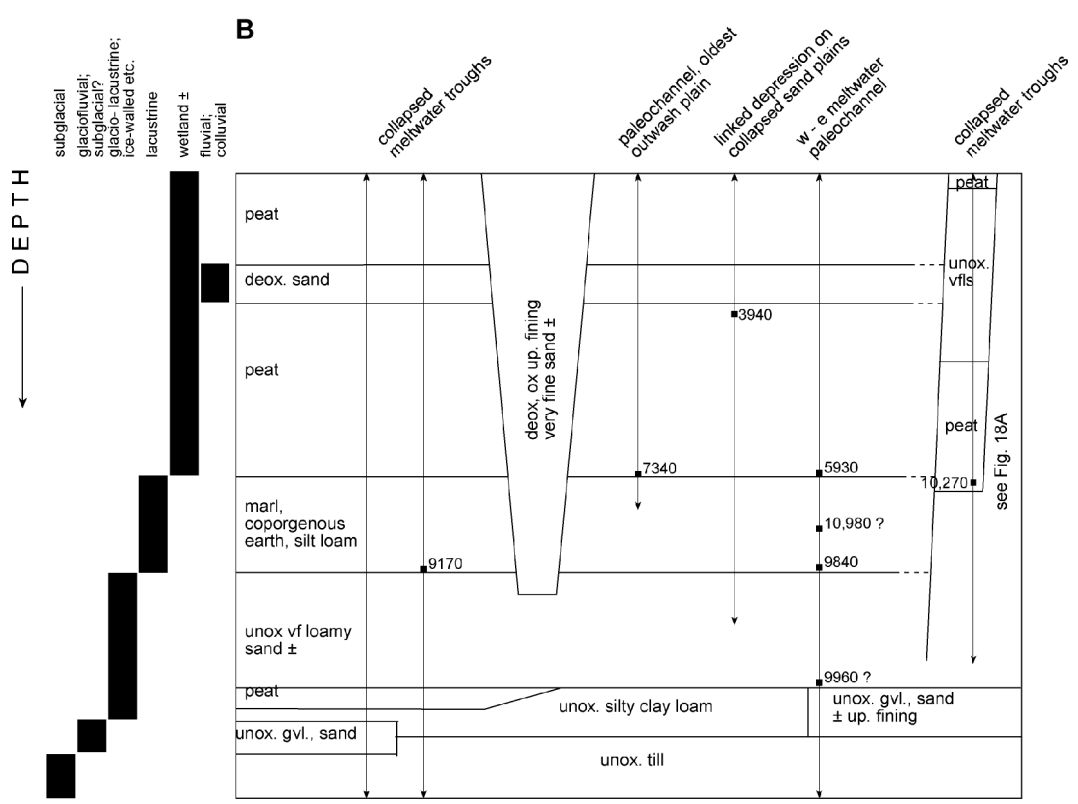 B
subglacial
glaciofluvial;
subglacial?
glacio- lacustrine;
ice-walled etc.
lacustrine
wetland ±
fluvial;
colluvial
DEPTH
collapsed
meltwater troughs
paleochannel, oldest
outwash plain
linked depression on
collapsed sand plains
w - e meltwater
paleochannel
collapsed
meltwater troughs
peat
deox. sand
peat
marl,
coporgenous
earth, silt loam
unox vf loamy
sand ±
peat
unox. gvl., sand
9170
deox, ox up. fining
very fine sand ±
7340
3940
5930
10,980 ?
9840
9960 ?
unox. silty clay loam
unox. gvl., sand
± up. fining
unox. till
peat
unox.
vfls
peat
10,270
see Fig. 18A